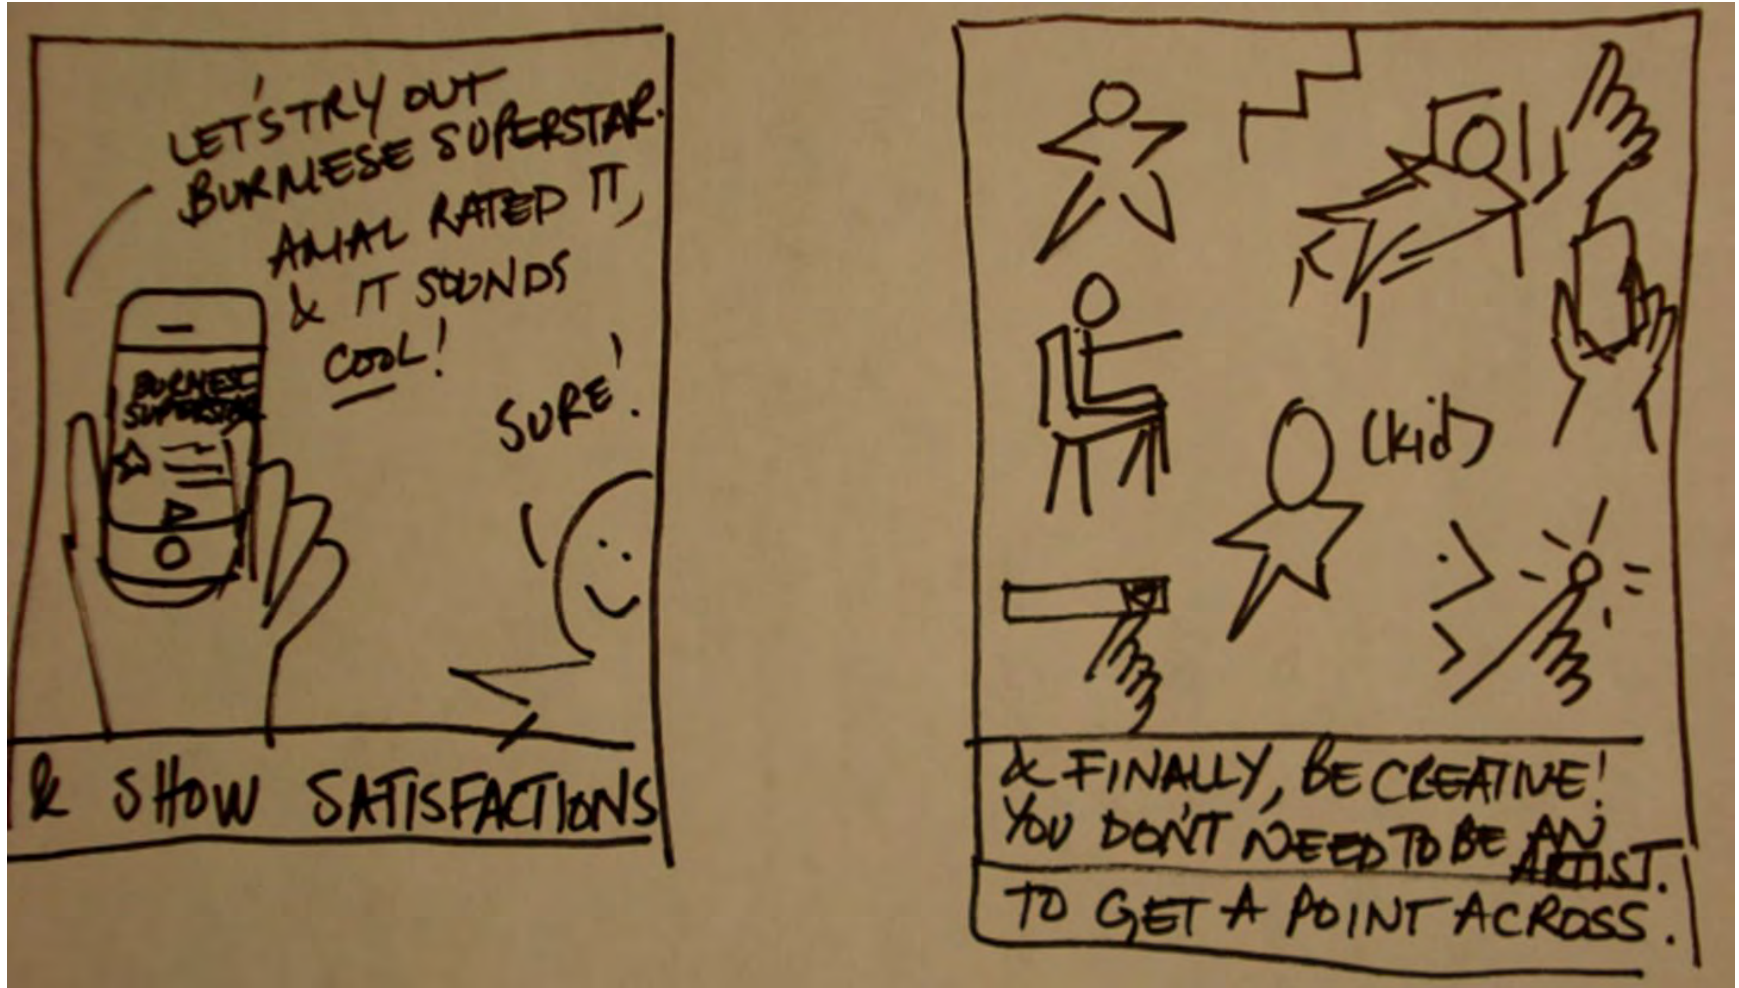 LET'S TRY OUT
BURMESE SUPERSTAR.
AMAL RATED IT,
& IT SOUNDS
COOL!
SURE!
BURMESE
SUPERSTAR
& SHOW SATISFACTIONS
(kid)
& FINALLY, BE CREATIVE!
YOU DON'T NEED TO BE AN
ARTIST.
TO GET A POINT ACROSS.